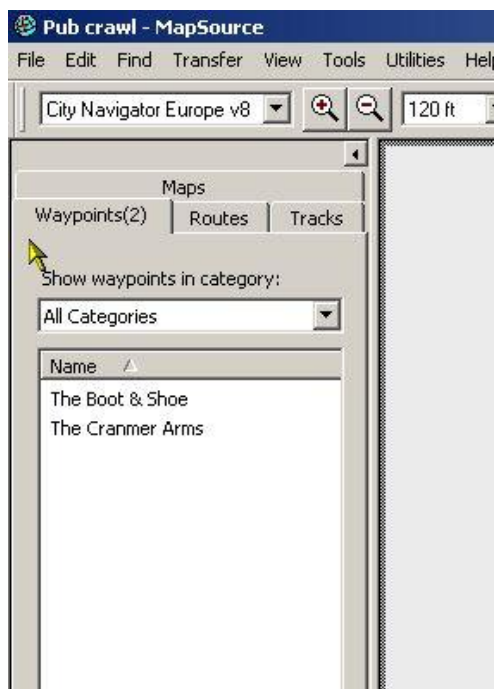 Pub crawl - MapSource
File Edit Find Transfer View Tools Utilities Help
City Navigator Europe v8 120 ft
Maps
Waypoints(2) Routes Tracks
Show waypoints in category:
All Categories
Name
The Boot & Shoe
The Cranmer Arms